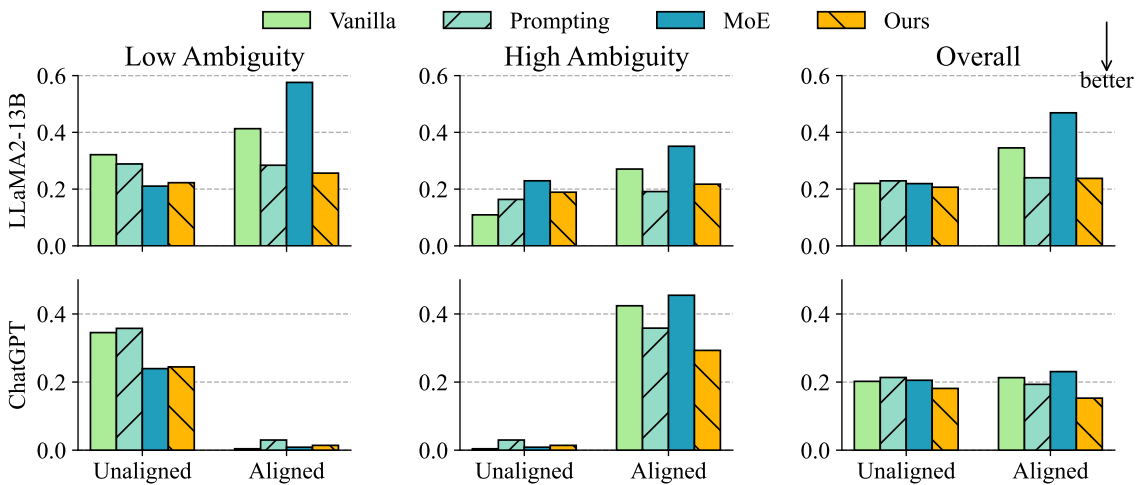 Vanilla Prompting MoE Ours
Low Ambiguity High Ambiguity Overall
better
LLaMA2-13B
0.6 0.6 0.6
0.4 0.4 0.4
0.2 0.2 0.2
0.0 0.0 0.0
ChatGPT
0.4 0.4 0.4
0.2 0.2 0.2
0.0 0.0 0.0
Unaligned Aligned Unaligned Aligned Unaligned Aligned